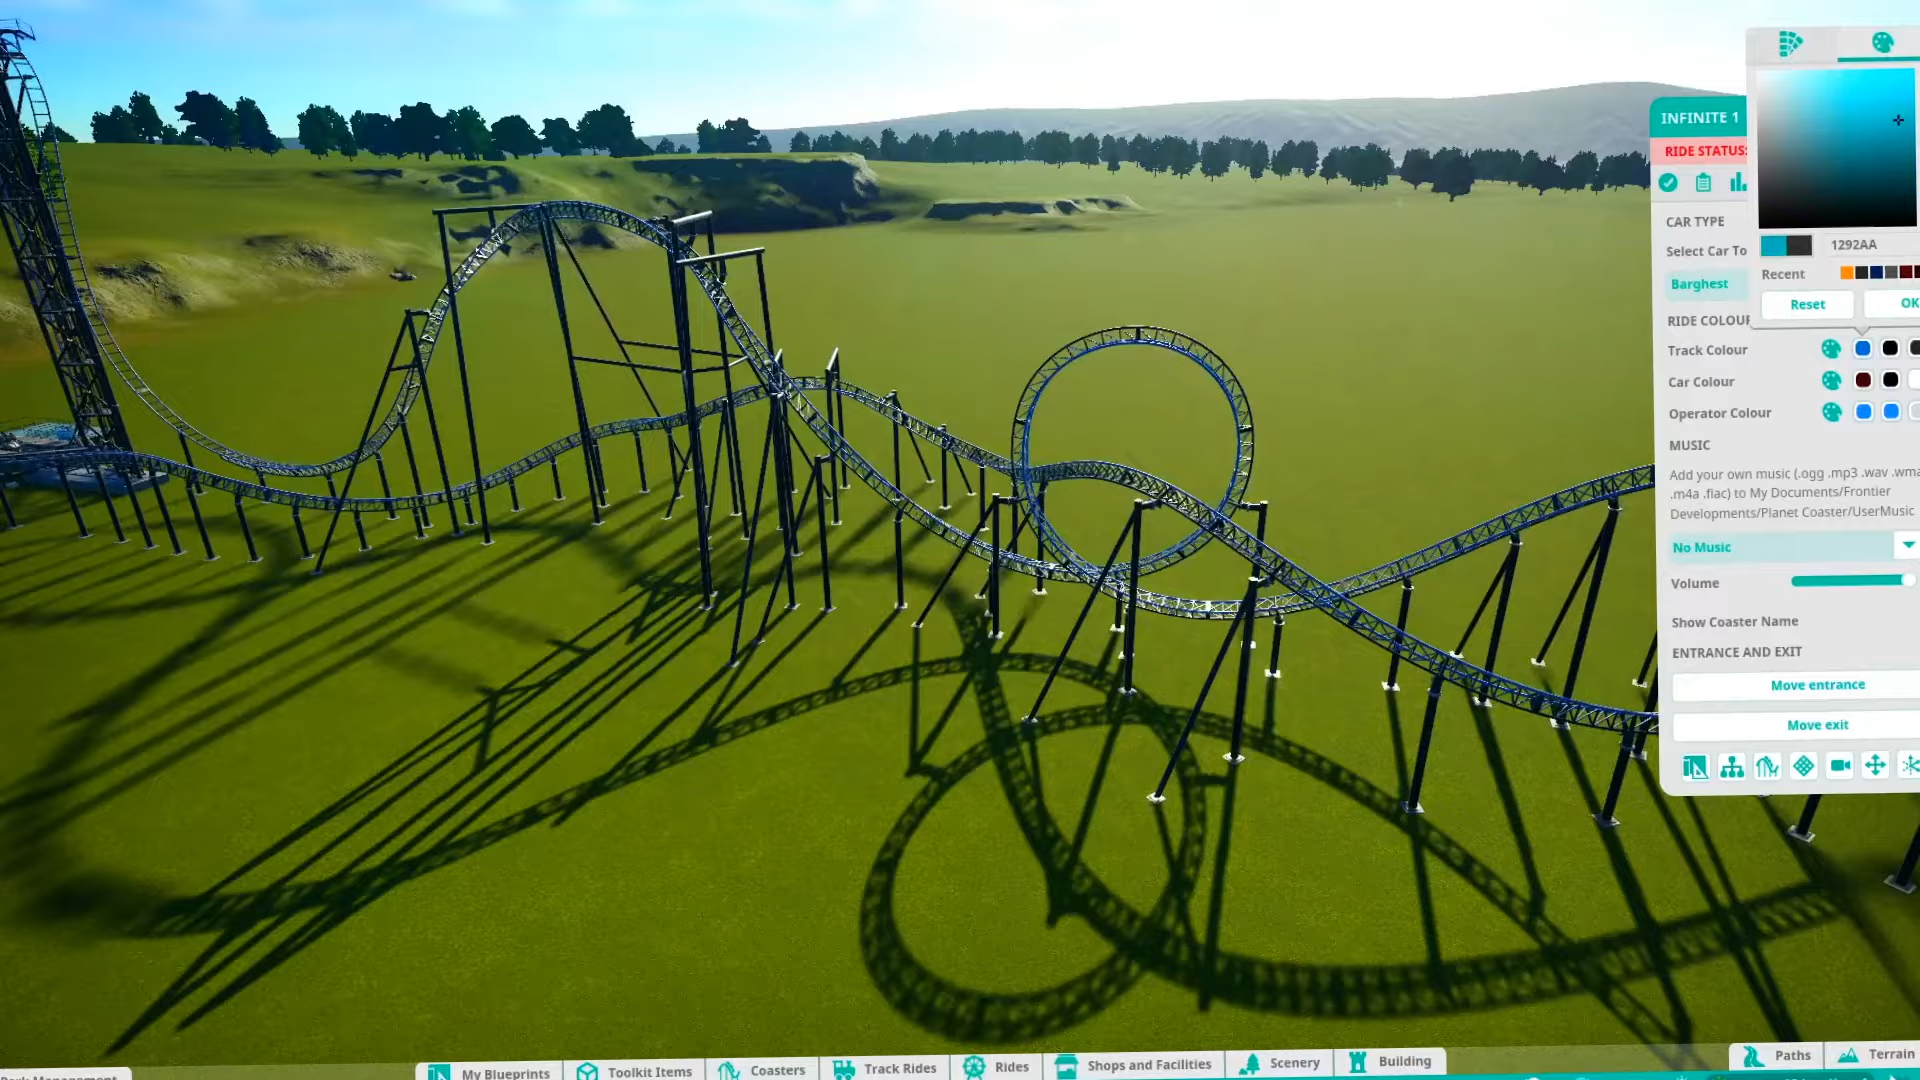 INFINITE 1
RIDE STATUS:
CAR TYPE
Select Car To
Barghest
1292AA
Recent
Reset
OK
RIDE COLOUR
Track Colour
Car Colour
Operator Colour
MUSIC
Add your own music (.ogg .mp3 .wav .wma
.m4a .flac) to My Documents/Frontier
Developments/Planet Coaster/UserMusic
No Music
Volume
Show Coaster Name
ENTRANCE AND EXIT
Move entrance
Move exit
Park Management
My Blueprints
Toolkit Items
Coasters
Track Rides
Rides
Shops and Facilities
Scenery
Building
Paths
Terrain